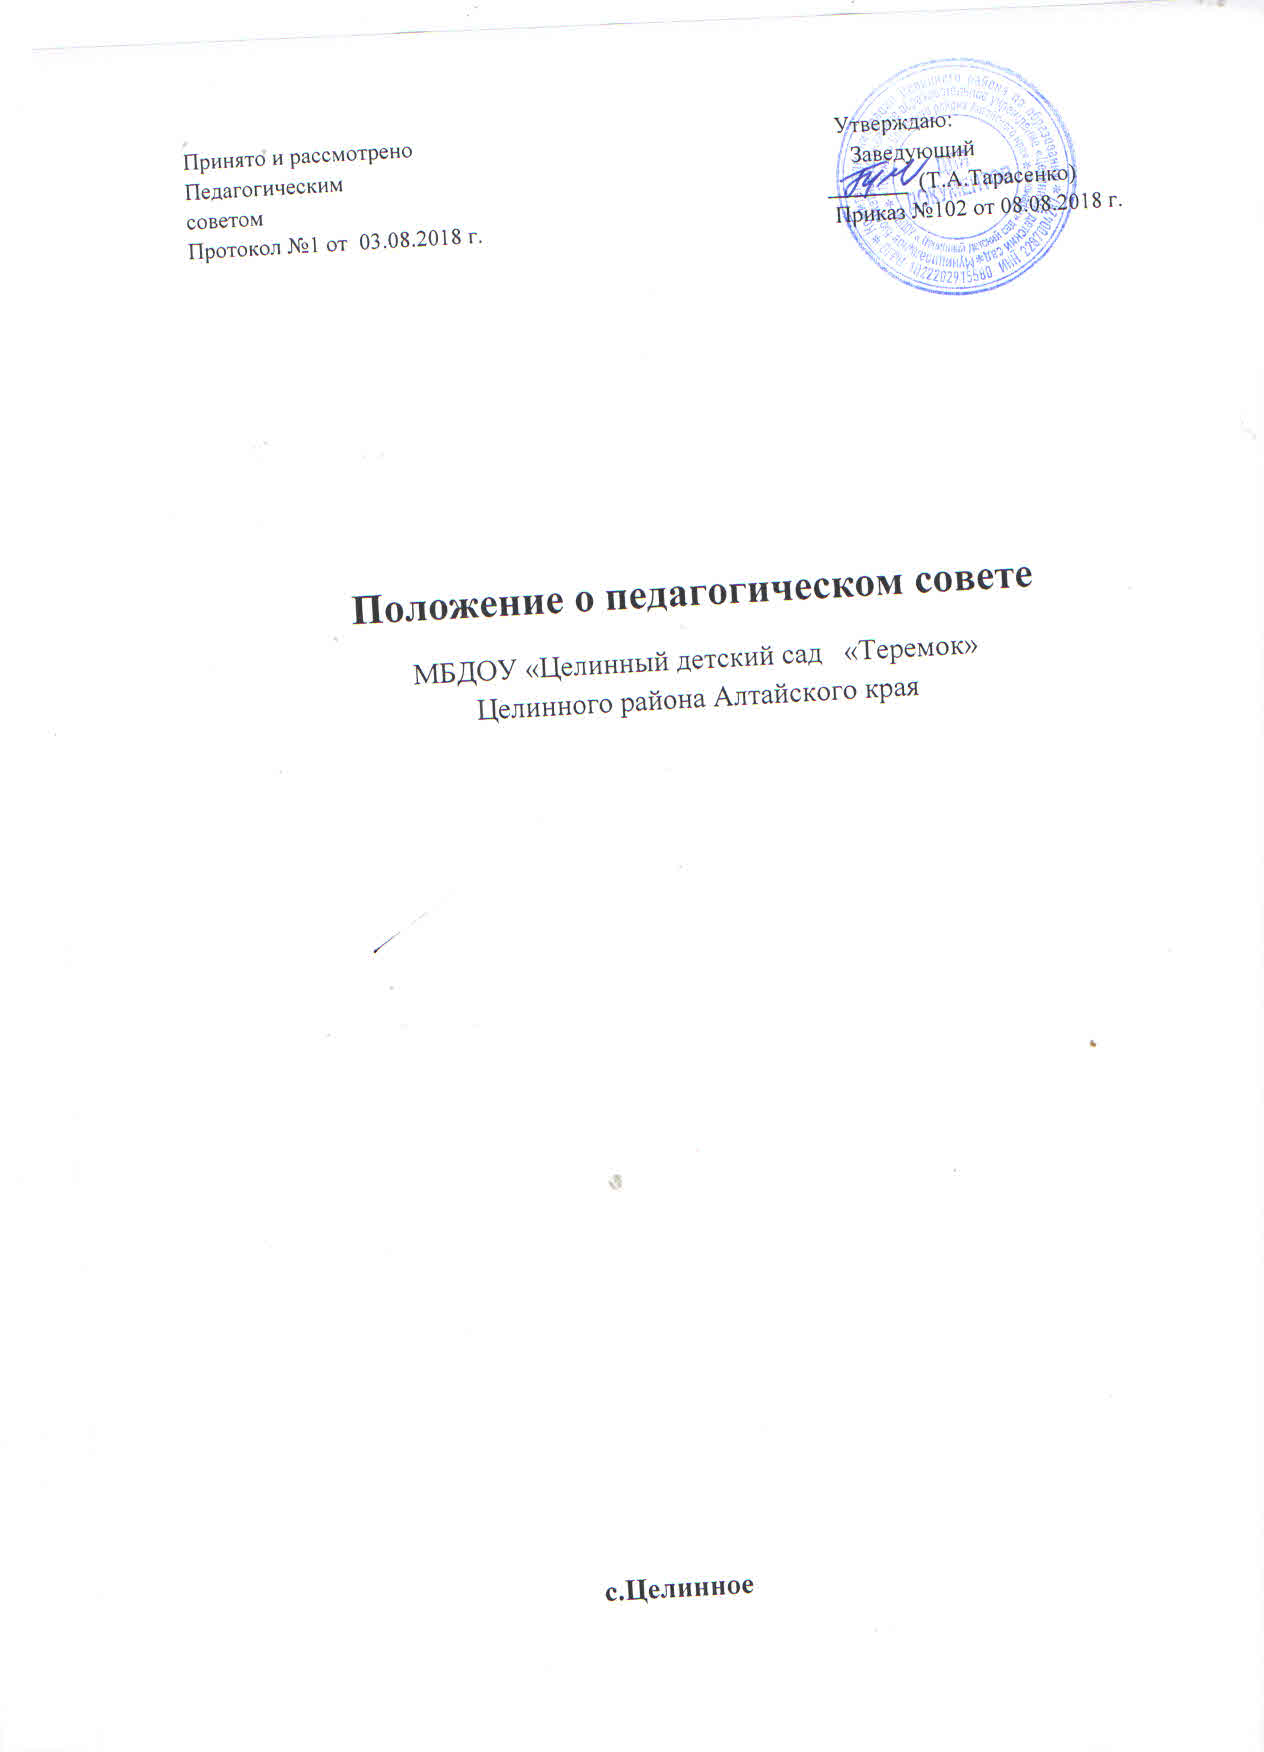 Принято и рассмотрено
Педагогическим
советом
Протокол №1 от 03.08.2018 г.
Утверждаю:
Заведующий
(Т.А.Тарасенко)
Приказ №102 от 08.08.2018 г.
Положение о педагогическом совете
МБДОУ «Целинный детский сад «Теремок»
Целинного района Алтайского края
с.Целинное